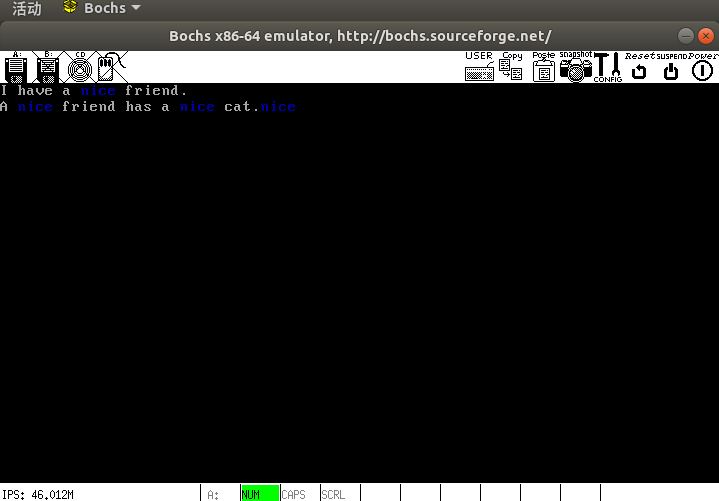 活动 Bochs
Bochs x86-64 emulator, http://bochs.sourceforge.net/
A: B: CD USER Copy Paste snapshot CONFIG Reset SUSPEND Power
I have a nice friend.
A nice friend has a nice cat.nice
IPS: 46.012M A: NUM CAPS SCRL